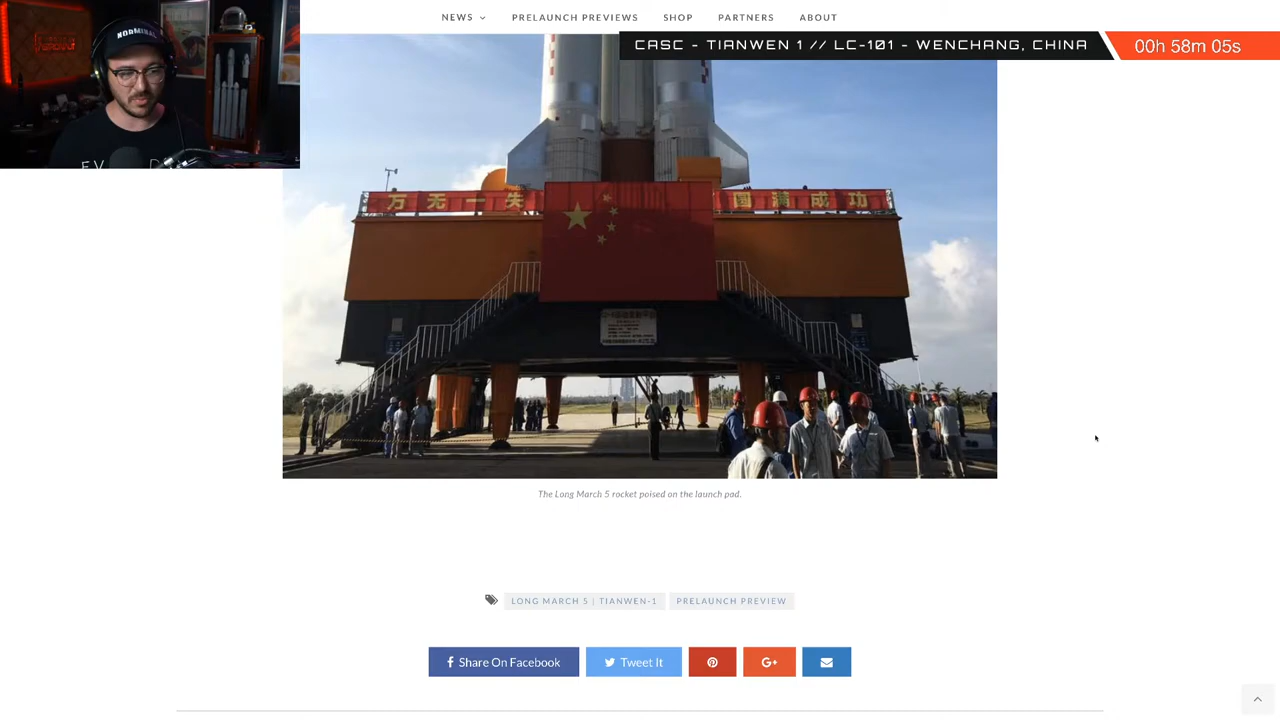 NORMINAL
NEWS
PRELAUNCH PREVIEWS
SHOP
PARTNERS
ABOUT
CASC - TIANWEN 1 // LC-101 - WENCHANG, CHINA
00h 58m 05s
万无一失
圆满成功
The Long March 5 rocket poised on the launch pad.
LONG MARCH 5 | TIANWEN-1
PRELAUNCH PREVIEW
Share On Facebook
Tweet It
G+